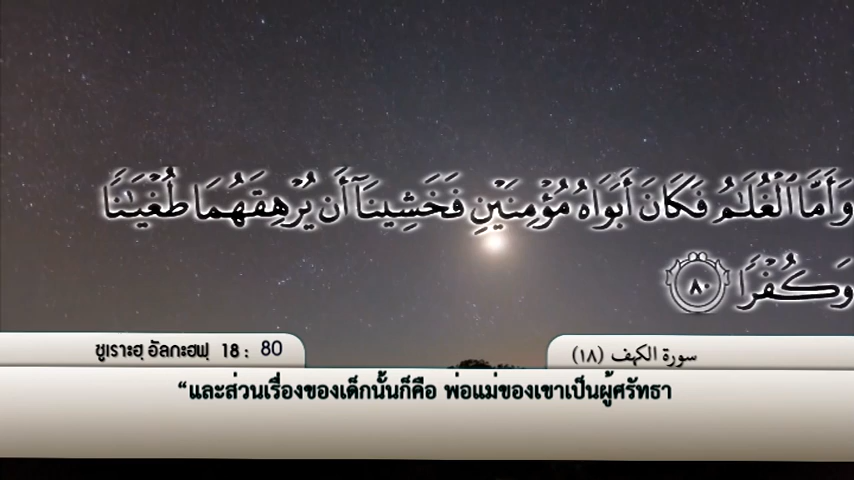 وَأَمَّا ٱلْغُلَـٰمُ فَكَانَ أَبَوَاهُ مُؤْمِنَيْنِ فَخَشِينَآ أَن يُرْهِقَهُمَا طُغْيَـٰنًا
وَكُفْرًا ٨٠
ซูเราะฮฺ อัลกะฮฟฺ 18 : 80
سورة الكهف (١٨)
“และส่วนเรื่องของเด็กนั้นก็คือ พ่อแม่ของเขาเป็นผู้ศรัทธา